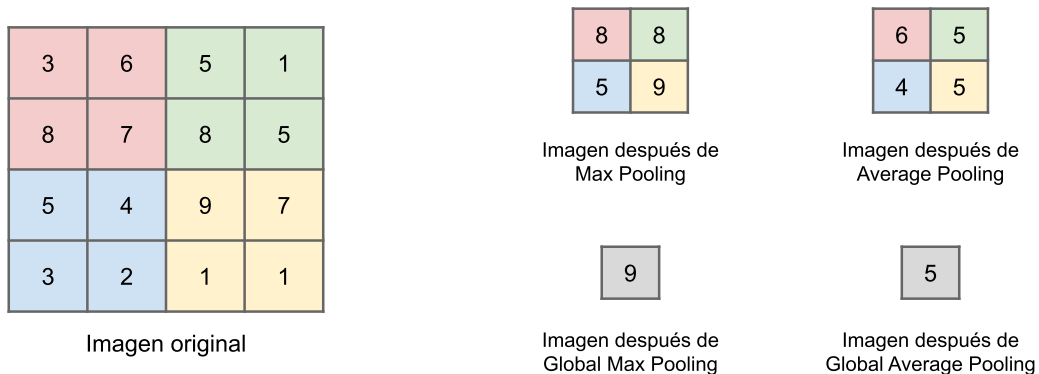 3 6 5 1
8 7 8 5
5 4 9 7
3 2 1 1
Imagen original
8 8
5 9
Imagen después de
Max Pooling
6 5
4 5
Imagen después de
Average Pooling
9
Imagen después de
Global Max Pooling
5
Imagen después de
Global Average Pooling